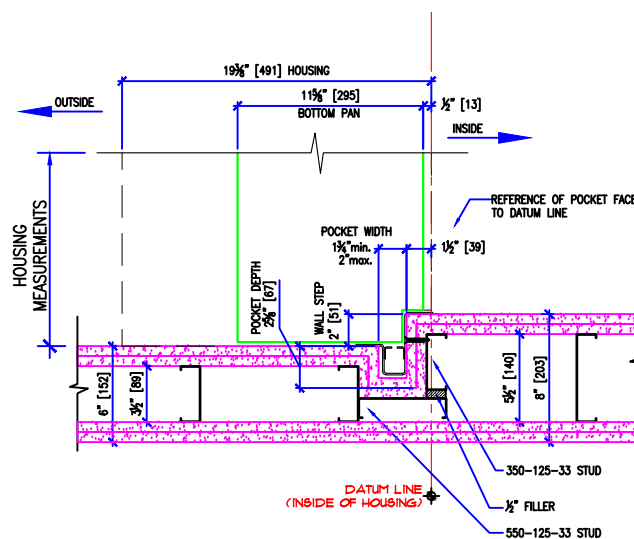 19⅜" [491] HOUSING
11⅝" [295]
BOTTOM PAN
½" [13]
OUTSIDE
INSIDE
HOUSING
MEASUREMENTS
REFERENCE OF POCKET FACE
TO DATUM LINE
POCKET WIDTH
1¾"min.
2"max.
1½" [39]
POCKET DEPTH
2⅝" [67]
WALL STEP
2" [51]
6" [152]
3½" [89]
5½" [140]
8" [203]
350-125-33 STUD
DATUM LINE
(INSIDE OF HOUSING)
½" FILLER
550-125-33 STUD